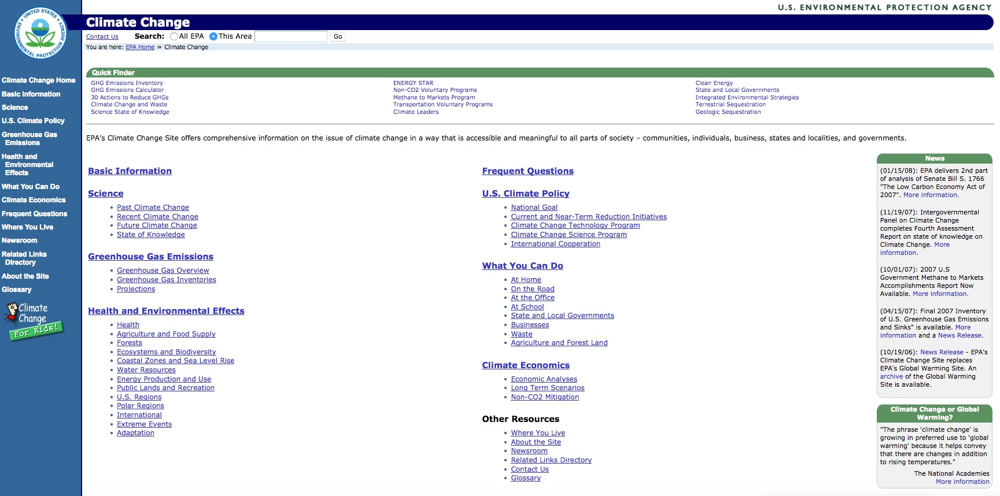 U.S. ENVIRONMENTAL PROTECTION AGENCY
UNITED STATES
ENVIRONMENTAL PROTECTION AGENCY
Climate Change
Contact Us Search: All EPA This Area Go
You are here: EPA Home » Climate Change
Climate Change Home
Basic Information
Science
U.S. Climate Policy
Greenhouse Gas
Emissions
Health and
Environmental
Effects
What You Can Do
Climate Economics
Frequent Questions
Where You Live
Newsroom
Related Links
Directory
About the Site
Glossary
Climate
Change
For Kids!
Quick Finder
GHG Emissions Inventory
GHG Emissions Calculator
30 Actions to Reduce GHGs
Climate Change and Waste
Science State of Knowledge
ENERGY STAR
Non-CO2 Voluntary Programs
Methane to Markets Program
Transportation Voluntary Programs
Climate Leaders
Clean Energy
State and Local Governments
Integrated Environmental Strategies
Terrestrial Sequestration
Geologic Sequestration
EPA's Climate Change Site offers comprehensive information on the issue of climate change in a way that is accessible and meaningful to all parts of society – communities, individuals, business, states and localities, and governments.
Basic Information
Science
• Past Climate Change
• Recent Climate Change
• Future Climate Change
• State of Knowledge
Greenhouse Gas Emissions
• Greenhouse Gas Overview
• Greenhouse Gas Inventories
• Projections
Health and Environmental Effects
• Health
• Agriculture and Food Supply
• Forests
• Ecosystems and Biodiversity
• Coastal Zones and Sea Level Rise
• Water Resources
• Energy Production and Use
• Public Lands and Recreation
• U.S. Regions
• Polar Regions
• International
• Extreme Events
• Adaptation
Frequent Questions
U.S. Climate Policy
• National Goal
• Current and Near-Term Reduction Initiatives
• Climate Change Technology Program
• Climate Change Science Program
• International Cooperation
What You Can Do
• At Home
• On the Road
• At the Office
• At School
• State and Local Governments
• Businesses
• Waste
• Agriculture and Forest Land
Climate Economics
• Economic Analyses
• Long Term Scenarios
• Non-CO2 Mitigation
Other Resources
• Where You Live
• About the Site
• Newsroom
• Related Links Directory
• Contact Us
• Glossary
News
(01/15/08): EPA delivers 2nd part
of analysis of Senate Bill S. 1766
"The Low Carbon Economy Act of
2007". More information.
(11/19/07): Intergovernmental
Panel on Climate Change
completes Fourth Assessment
Report on state of knowledge on
Climate Change. More
information.
(10/01/07): 2007 U.S
Government Methane to Markets
Accomplishments Report Now
Available. More information.
(04/15/07): Final 2007 Inventory
of U.S. Greenhouse Gas Emissions
and Sinks" is available. More
information and a News Release.
(10/19/06): News Release - EPA's
Climate Change Site replaces
EPA's Global Warming Site. An
archive of the Global Warming
Site is available.
Climate Change or Global
Warming?
"The phrase 'climate change' is
growing in preferred use to 'global
warming' because it helps convey
that there are changes in addition
to rising temperatures."
The National Academies
More information